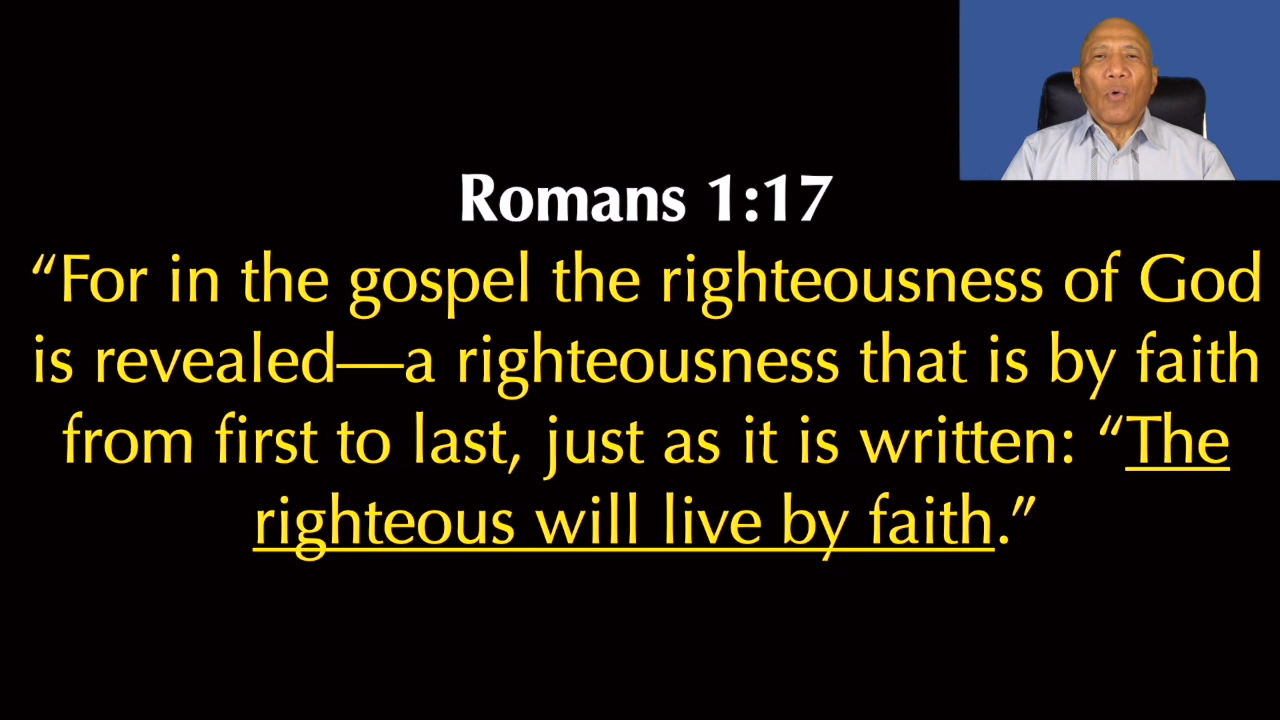 Romans 1:17
“For in the gospel the righteousness of God
is revealed—a righteousness that is by faith
from first to last, just as it is written: “The
righteous will live by faith.”